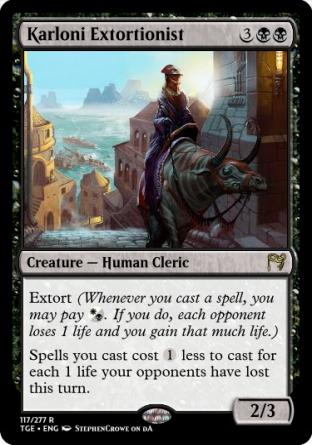 Karloni Extortionist 3
Creature — Human Cleric
Extort (Whenever you cast a spell, you
may pay . If you do, each opponent
loses 1 life and you gain that much life.)
Spells you cast cost 1 less to cast for
each 1 life your opponents have lost
this turn.
117/277 R
TGE • ENG StephenCrowe on dA
2/3